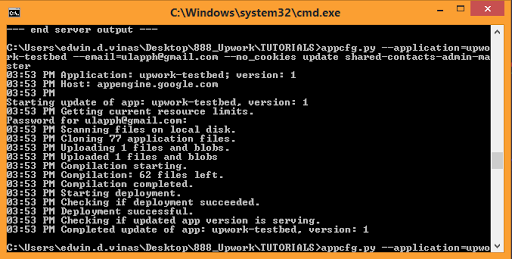 C:\Windows\system32\cmd.exe
--- end server output ---
C:\Users\edwin.d.vinas\Desktop\888_Upwork\TUTORIALS>appcfg.py --application=upwo
rk-testbed --email=ulapph@gmail.com --no_cookies update shared-contacts-admin-ma
ster
03:53 PM Application: upwork-testbed; version: 1
03:53 PM Host: appengine.google.com
03:53 PM
Starting update of app: upwork-testbed, version: 1
03:53 PM Getting current resource limits.
Password for ulapph@gmail.com:
03:53 PM Scanning files on local disk.
03:53 PM Cloning 77 application files.
03:53 PM Uploading 1 files and blobs.
03:53 PM Uploaded 1 files and blobs
03:53 PM Compilation starting.
03:53 PM Compilation: 62 files left.
03:53 PM Compilation completed.
03:53 PM Starting deployment.
03:53 PM Checking if deployment succeeded.
03:53 PM Deployment successful.
03:53 PM Checking if updated app version is serving.
03:53 PM Completed update of app: upwork-testbed, version: 1
C:\Users\edwin.d.vinas\Desktop\888_Upwork\TUTORIALS>appcfg.py --application=upwo